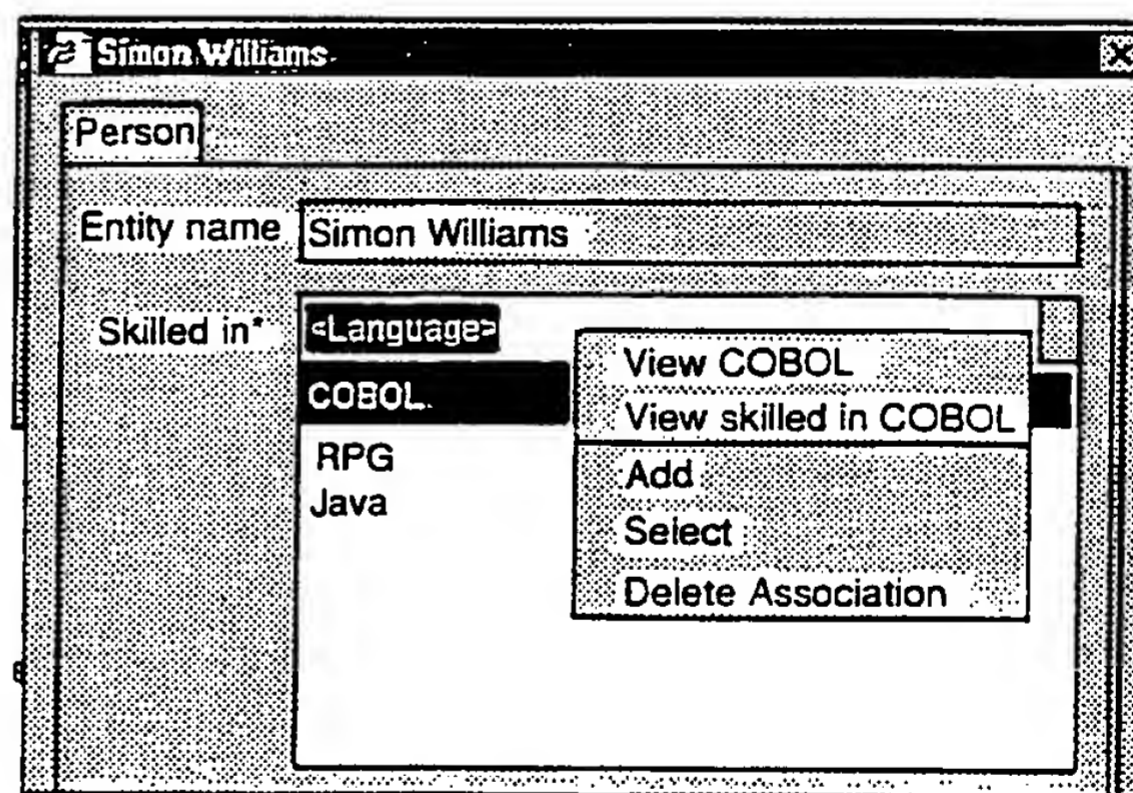 Simon Williams
Person
Entity name Simon Williams
Skilled in* <Language>
COBOL
RPG
Java
View COBOL
View skilled in COBOL
Add
Select
Delete Association